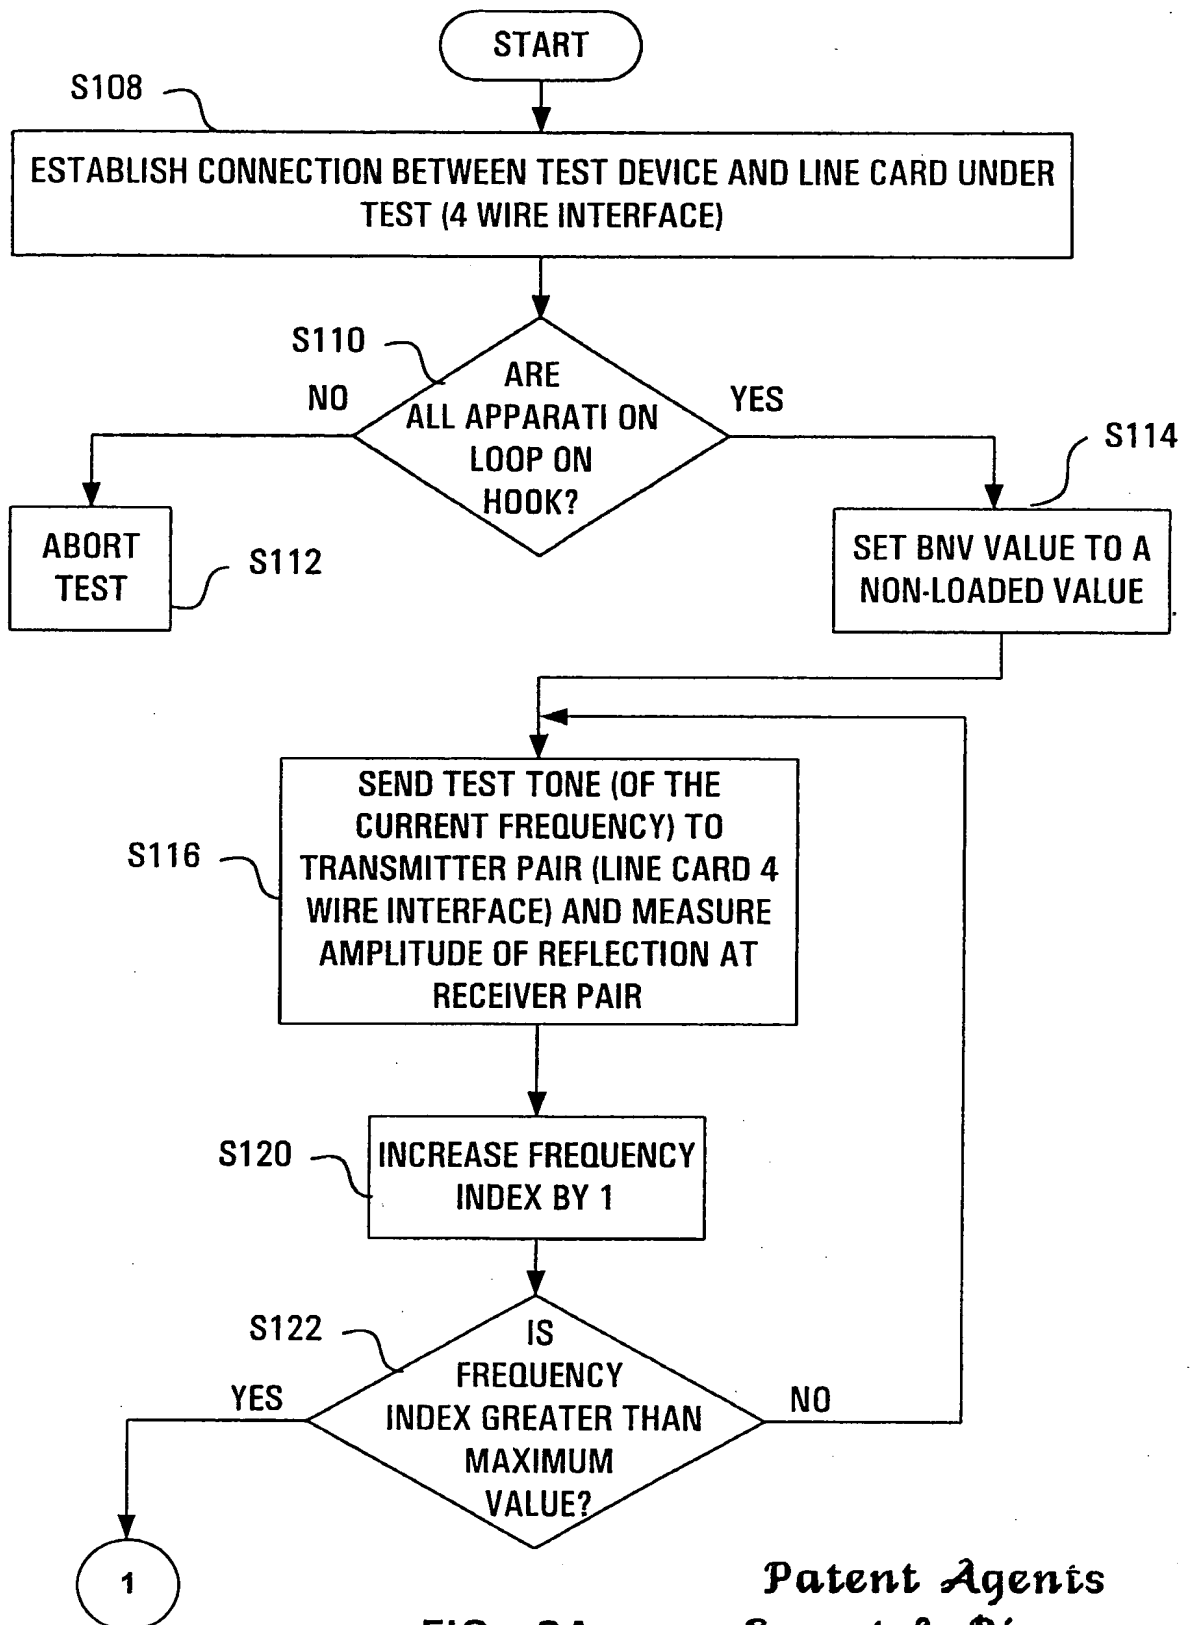 START
S108
ESTABLISH CONNECTION BETWEEN TEST DEVICE AND LINE CARD UNDER
TEST (4 WIRE INTERFACE)
S110
ARE
ALL APPARATI ON
LOOP ON
HOOK?
NO
YES
S114
ABORT
TEST
S112
SET BNV VALUE TO A
NON-LOADED VALUE
S116
SEND TEST TONE (OF THE
CURRENT FREQUENCY) TO
TRANSMITTER PAIR (LINE CARD 4
WIRE INTERFACE) AND MEASURE
AMPLITUDE OF REFLECTION AT
RECEIVER PAIR
S120
INCREASE FREQUENCY
INDEX BY 1
S122
IS
FREQUENCY
INDEX GREATER THAN
MAXIMUM
VALUE?
YES
NO
1
Patent Agents